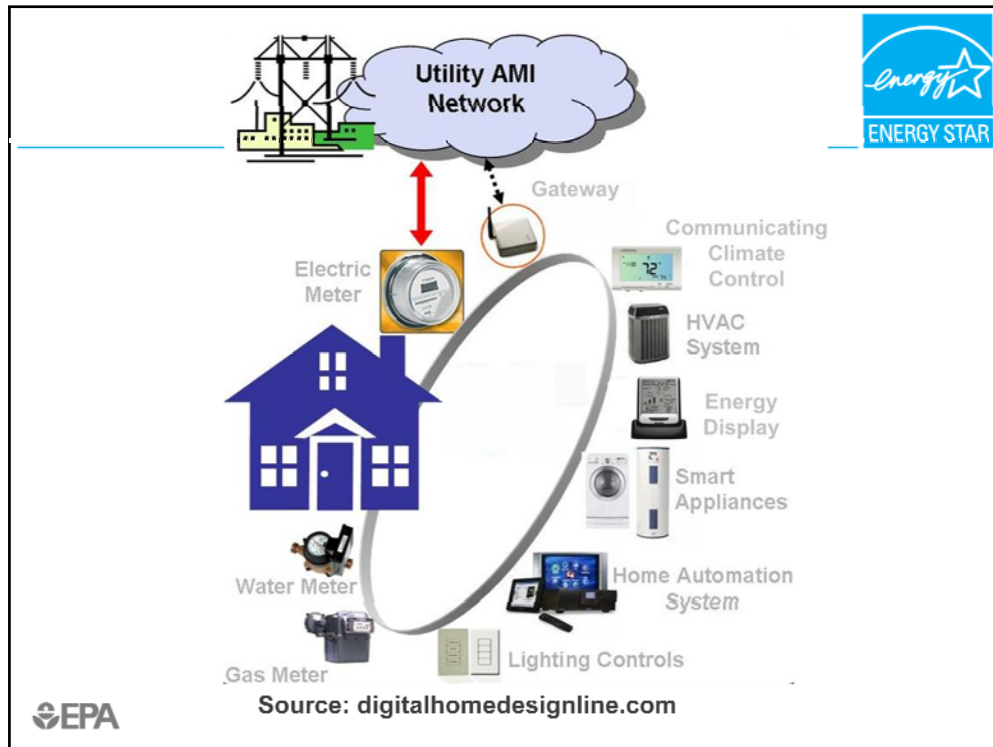 Utility AMI
Network
energy
ENERGY STAR
Gateway
Communicating
Climate
Control
Electric
Meter
72
HVAC
System
Energy
Display
Smart
Appliances
Water Meter
Home Automation
System
Gas Meter
Lighting Controls
EPA
Source: digitalhomedesignline.com